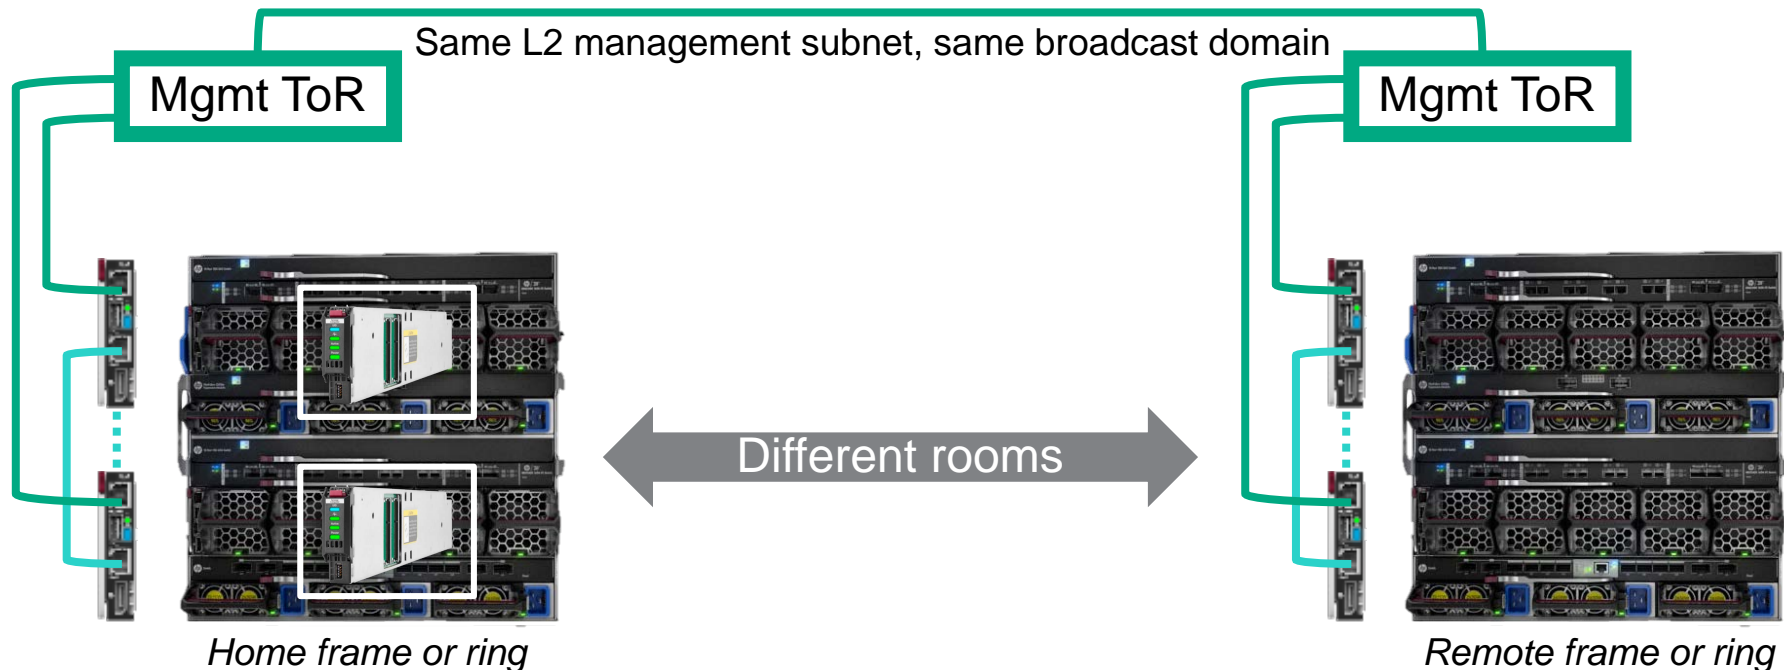 Same L2 management subnet, same broadcast domain
Mgmt ToR
Mgmt ToR
Different rooms
Home frame or ring
Remote frame or ring